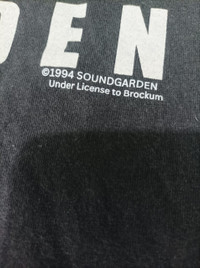 DEN
©1994 SOUNDGARDEN
Under License to Brockum